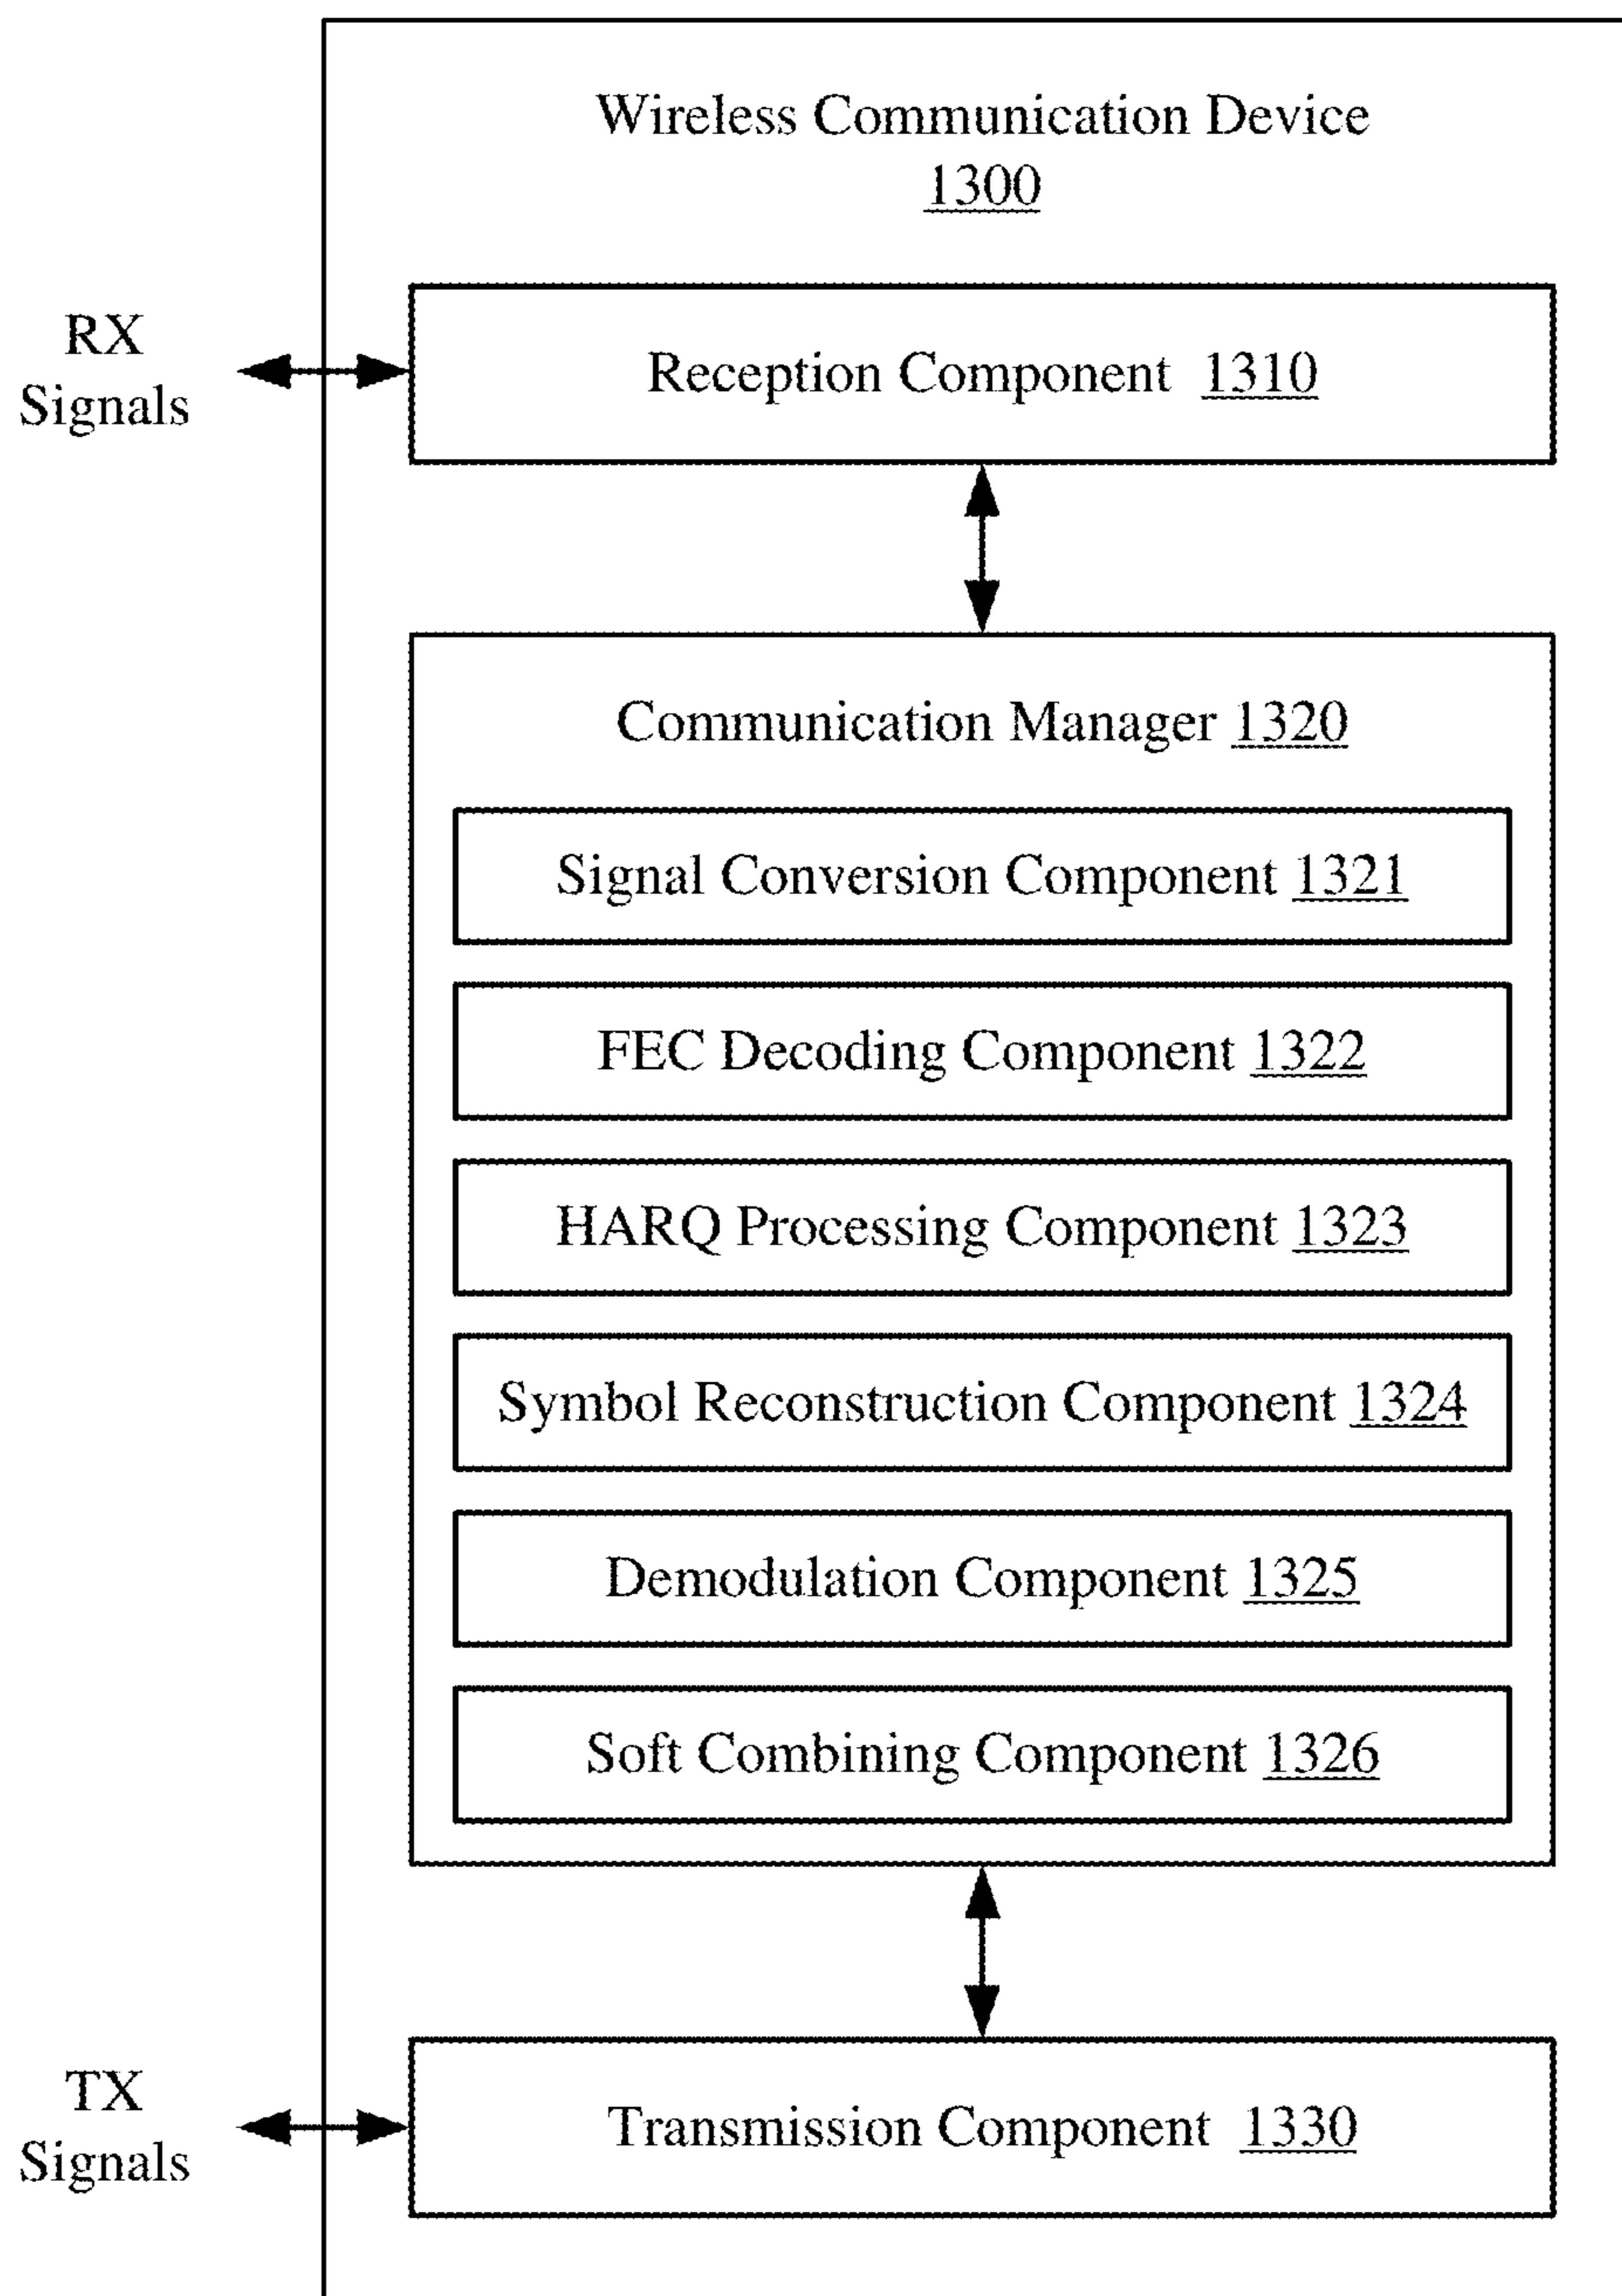 Wireless Communication Device
1300
RX
Signals
Reception Component 1310
Communication Manager 1320
Signal Conversion Component 1321
FEC Decoding Component 1322
HARQ Processing Component 1323
Symbol Reconstruction Component 1324
Demodulation Component 1325
Soft Combining Component 1326
TX
Signals
Transmission Component 1330